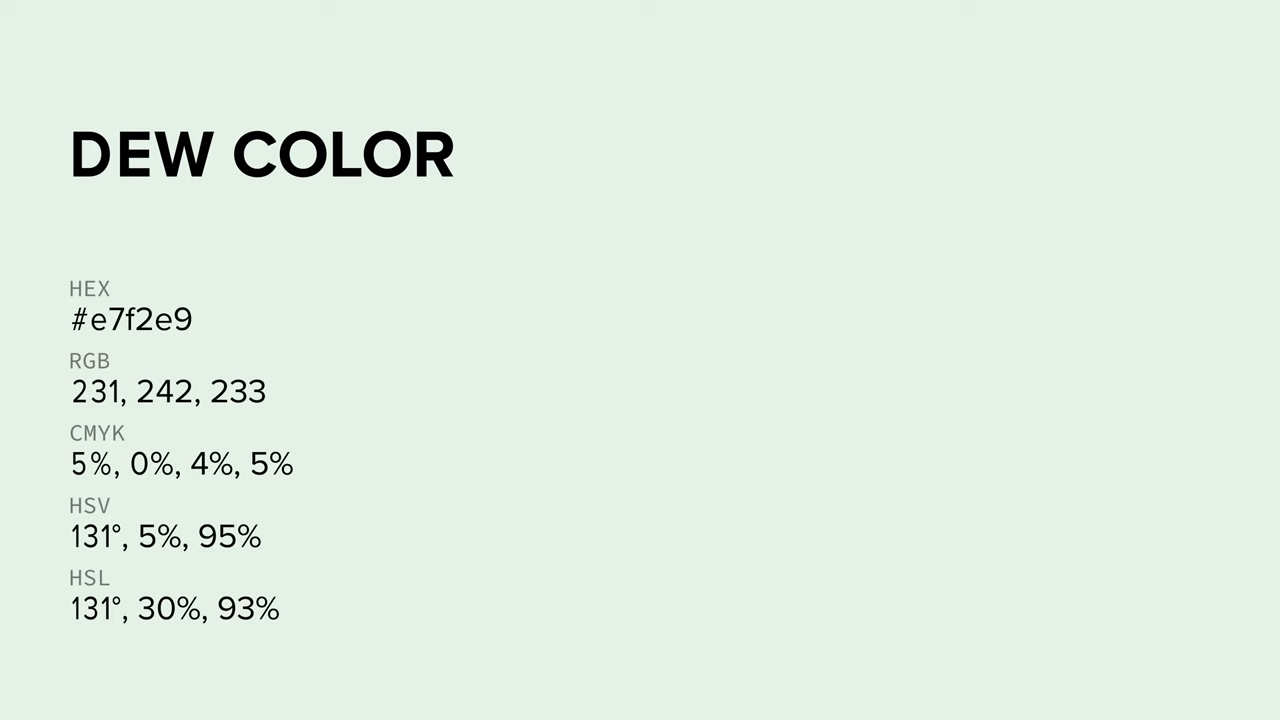 DEW COLOR
HEX
#e7f2e9
RGB
231, 242, 233
CMYK
5%, 0%, 4%, 5%
HSV
131°, 5%, 95%
HSL
131°, 30%, 93%